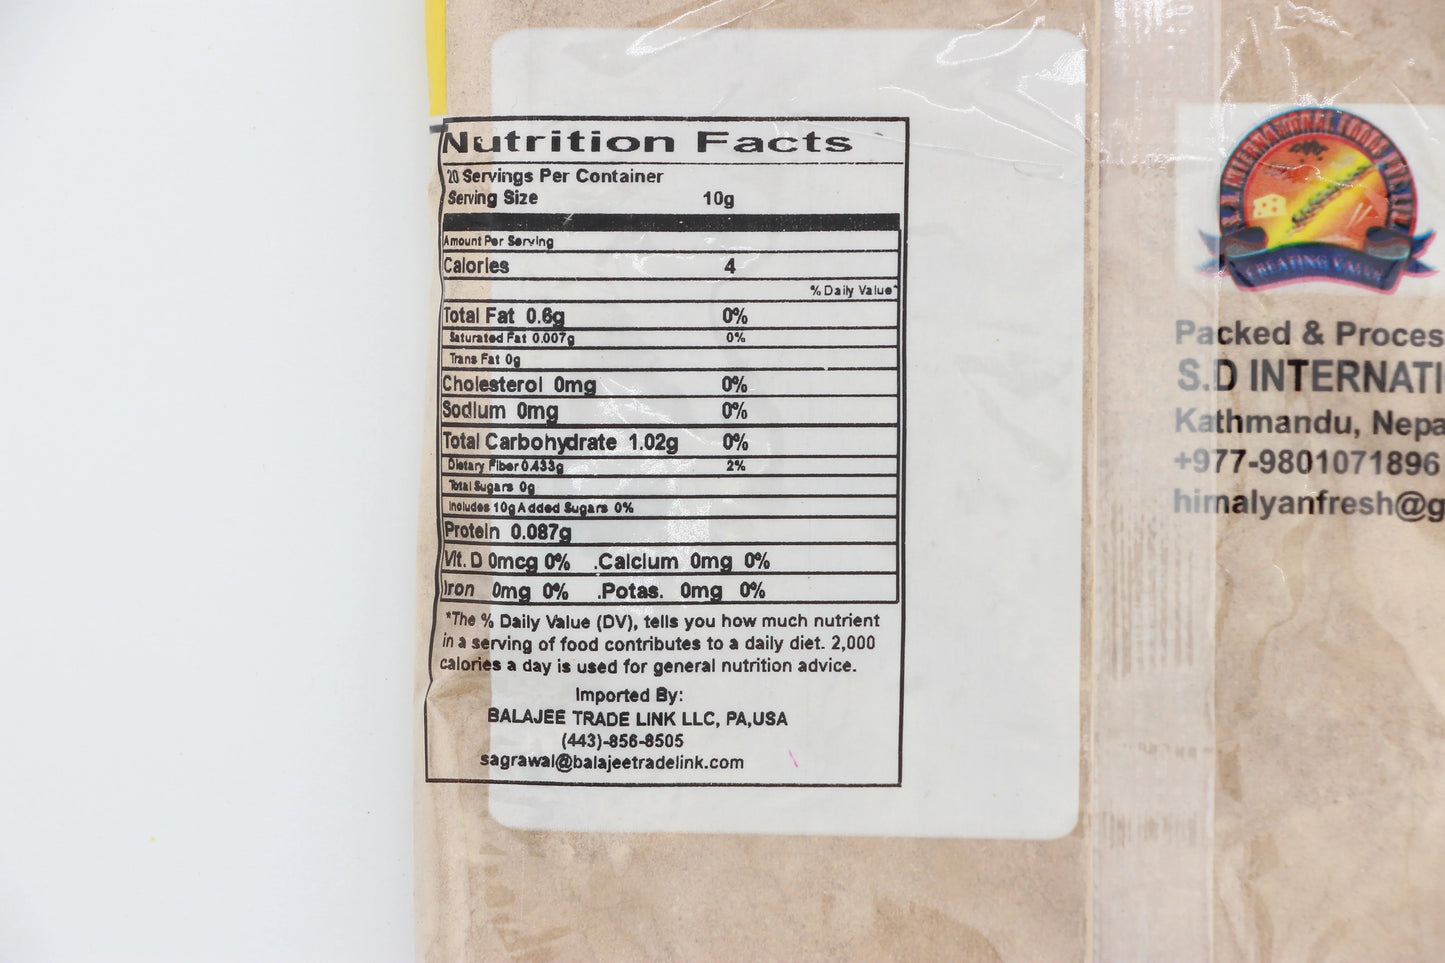 Nutrition Facts
20 Servings Per Container
Serving Size 10g
Amount Per Serving
Calories 4
% Daily Value*
Total Fat 0.6g 0%
Saturated Fat 0.007g 0%
Trans Fat 0g
Cholesterol 0mg 0%
Sodium 0mg 0%
Total Carbohydrate 1.02g 0%
Dietary Fiber 0.433g 2%
Total Sugars 0g
Includes 10g Added Sugars 0%
Protein 0.087g
Vit. D 0mcg 0% .Calcium 0mg 0%
Iron 0mg 0% .Potas. 0mg 0%
*The % Daily Value (DV), tells you how much nutrient
in a serving of food contributes to a daily diet. 2,000
calories a day is used for general nutrition advice.
Imported By:
BALAJEE TRADE LINK LLC, PA,USA
(443)-856-8505
sagrawal@balajeetradelink.com
S.D INTERNATIONAL FOODS PVT. LTD
CREATING VALUE
Packed & Proces
S.D INTERNATI
Kathmandu, Nepa
+977-9801071896
himalyanfresh@g